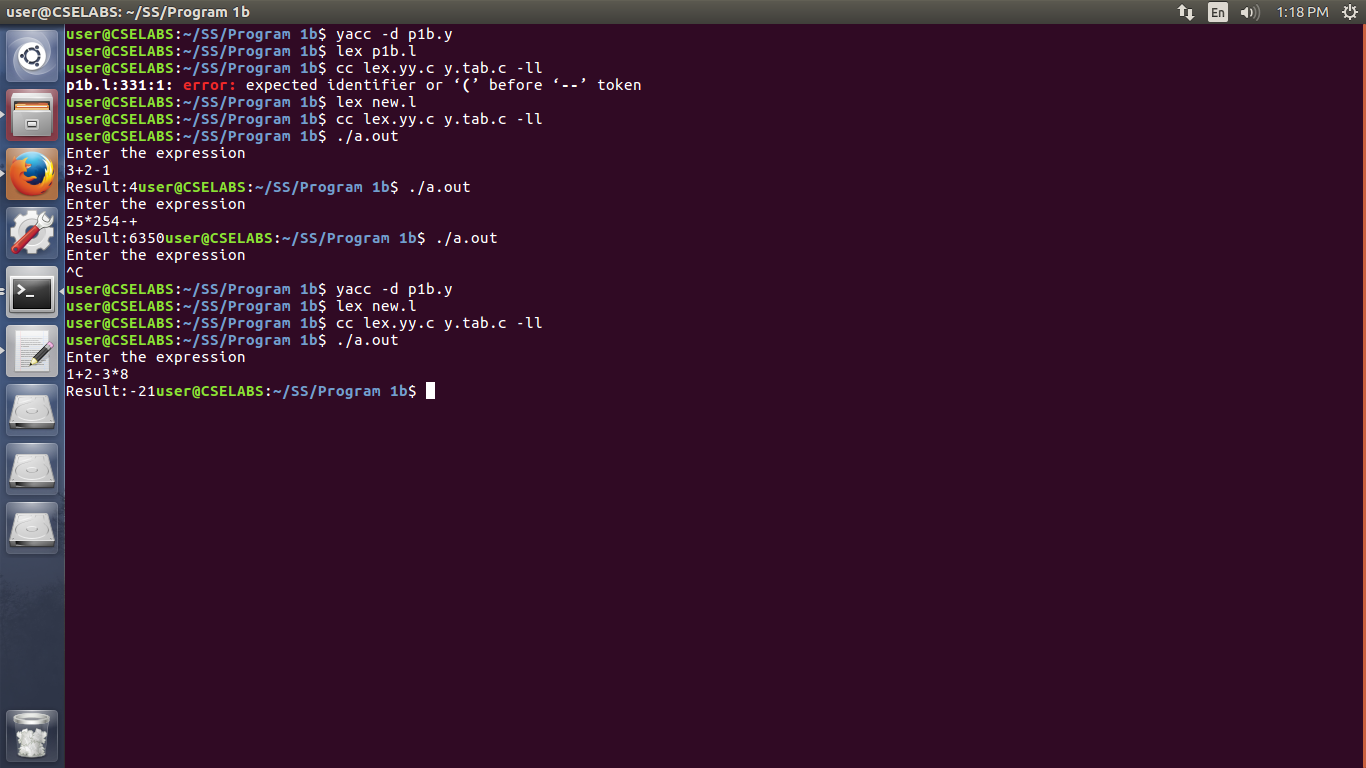 user@CSELABS: ~/SS/Program 1b
En
1:18 PM
user@CSELABS:~/SS/Program 1b$ yacc -d p1b.y
user@CSELABS:~/SS/Program 1b$ lex p1b.l
user@CSELABS:~/SS/Program 1b$ cc lex.yy.c y.tab.c -ll
p1b.l:331:1: error: expected identifier or ‘(’ before ‘--’ token
user@CSELABS:~/SS/Program 1b$ lex new.l
user@CSELABS:~/SS/Program 1b$ cc lex.yy.c y.tab.c -ll
user@CSELABS:~/SS/Program 1b$ ./a.out
Enter the expression
3+2-1
Result:4user@CSELABS:~/SS/Program 1b$ ./a.out
Enter the expression
25*254-+
Result:6350user@CSELABS:~/SS/Program 1b$ ./a.out
Enter the expression
^C
user@CSELABS:~/SS/Program 1b$ yacc -d p1b.y
user@CSELABS:~/SS/Program 1b$ lex new.l
user@CSELABS:~/SS/Program 1b$ cc lex.yy.c y.tab.c -ll
user@CSELABS:~/SS/Program 1b$ ./a.out
Enter the expression
1+2-3*8
Result:-21user@CSELABS:~/SS/Program 1b$